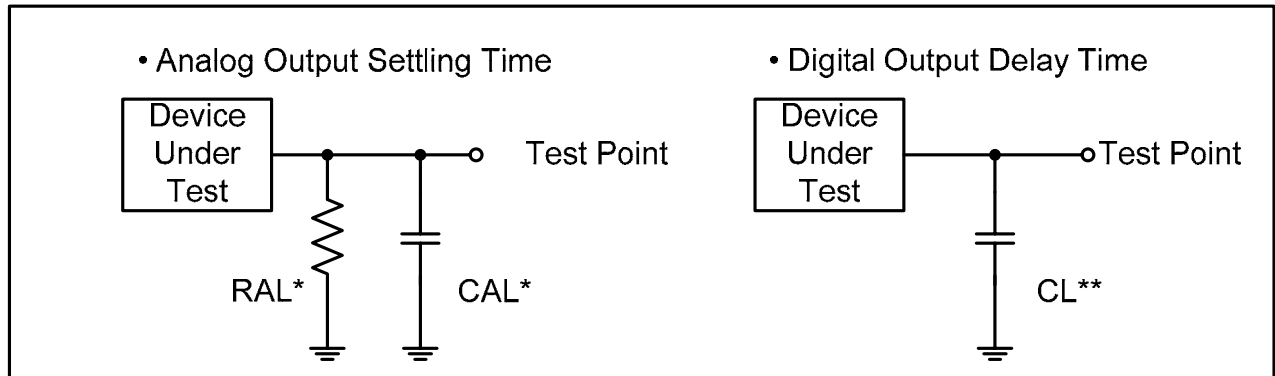 • Analog Output Settling Time
Device
Under
Test
Test Point
RAL*
CAL*
• Digital Output Delay Time
Device
Under
Test
Test Point
CL**